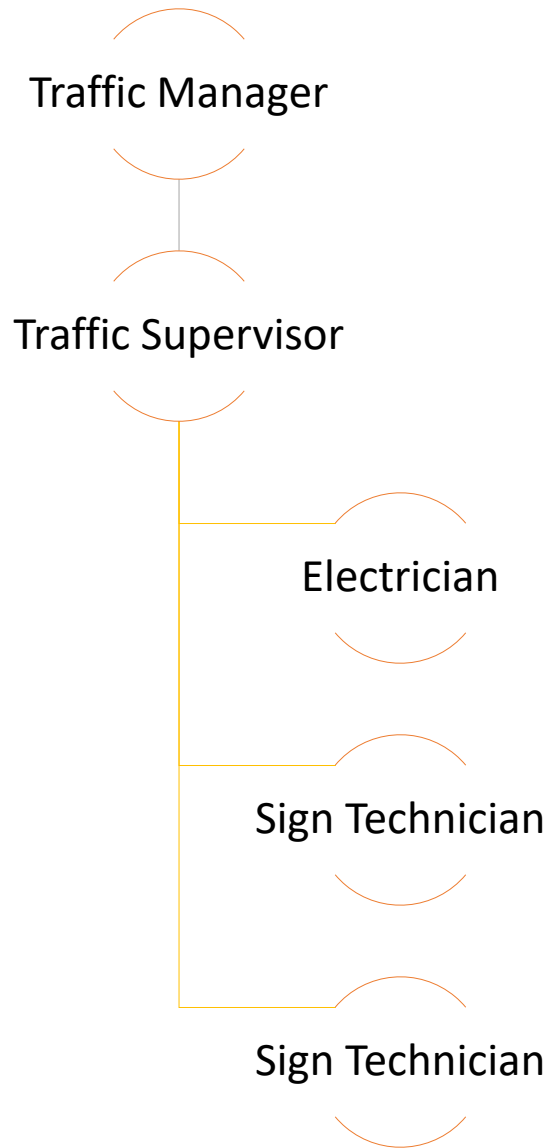 Traffic Manager
Traffic Supervisor
Electrician
Sign Technician
Sign Technician